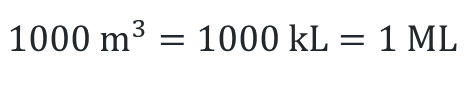 1000 m³ = 1000 kL = 1 ML